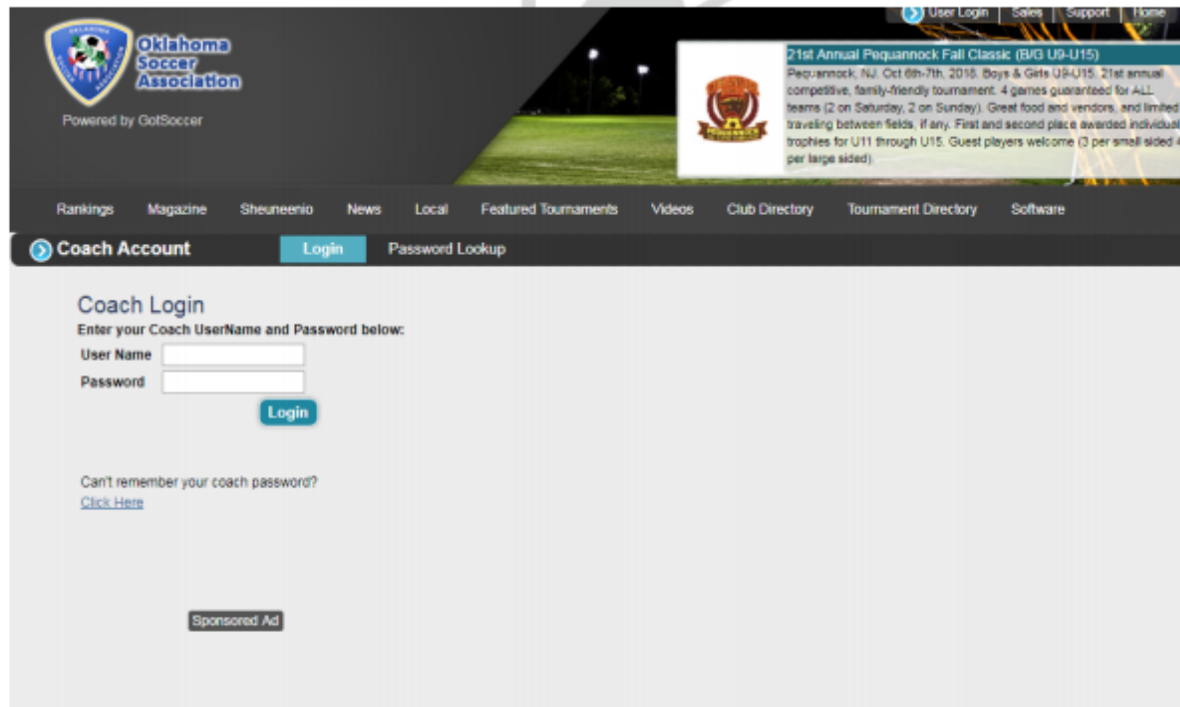 User Login Sales Support Home
Oklahoma
Soccer
Association
Powered by GotSoccer
21st Annual Pequannock Fall Classic (B/G U9-U15)
Pequannock, NJ. Oct 6th-7th, 2018. Boys & Girls U9-U15. 21st annual
competitive, family-friendly tournament. 4 games guaranteed for ALL
teams (2 on Saturday, 2 on Sunday). Great food and vendors, and limited
traveling between fields, if any. First and second place awarded individual
trophies for U11 through U15. Guest players welcome (3 per small sided 4
per large sided)
PEQUANNOCK
Rankings Magazine Sheuneenio News Local Featured Tournaments Videos Club Directory Tournament Directory Software
Coach Account Login Password Lookup
Coach Login
Enter your Coach UserName and Password below:
User Name
Password
Login
Can't remember your coach password?
Click Here
Sponsored Ad